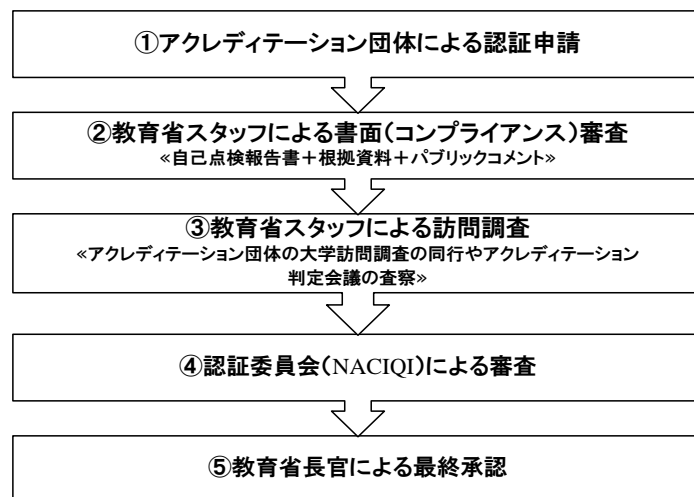 ①アクレディテーション団体による認証申請
②教育省スタッフによる書面(コンプライアンス)審査
≪自己点検報告書+根拠資料+パブリックコメント≫
③教育省スタッフによる訪問調査
≪アクレディテーション団体の大学訪問調査の同行やアクレディテーション
判定会議の査察≫
④認証委員会(NACIQI)による審査
⑤教育省長官による最終承認